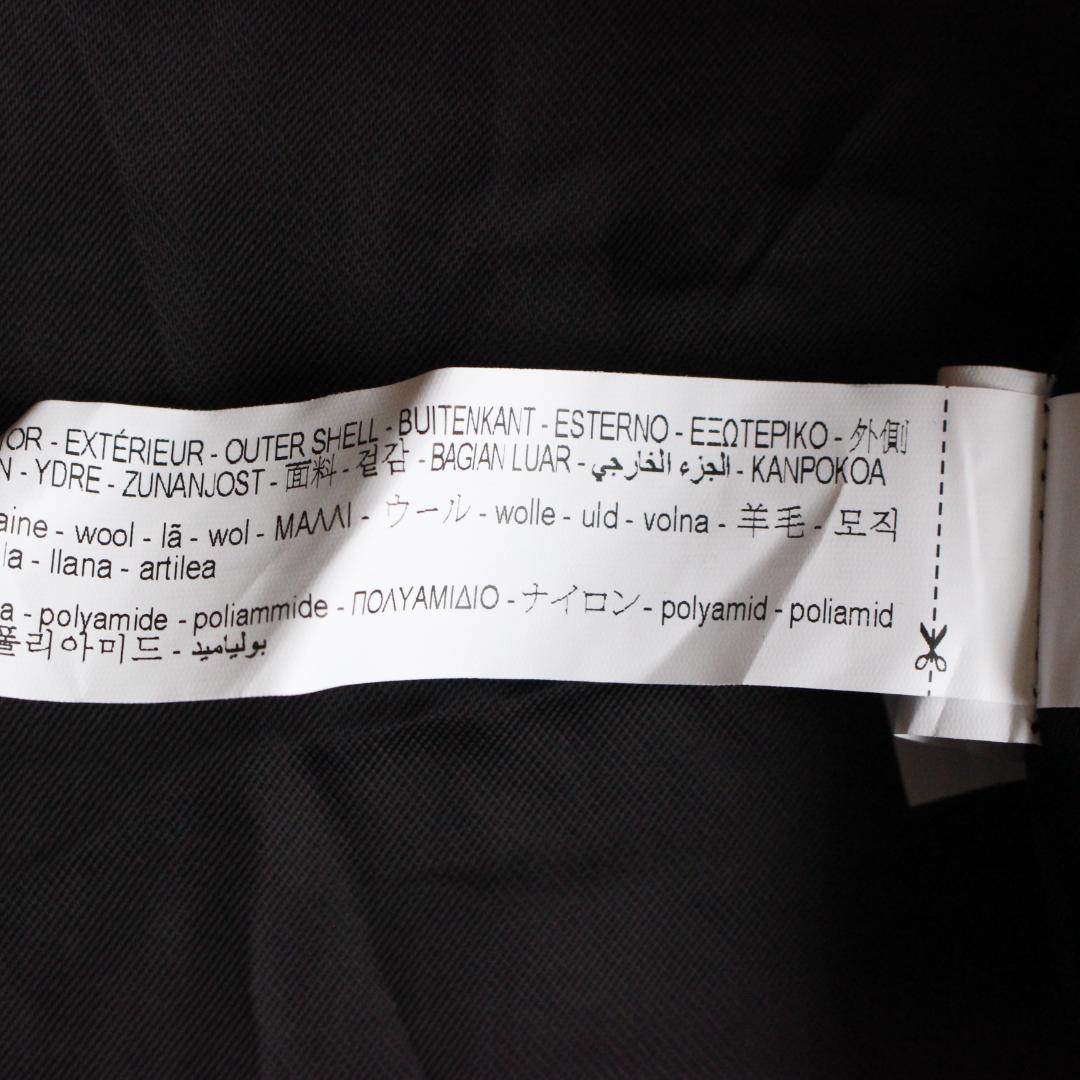 OR - EXTÉRIEUR - OUTER SHELL - BUITENKANT - ESTERNO - ΕΞΩΤΕΡΙΚΟ - 外側
N - YDRE - ZUNANJOST - 面料 - 겉감 - BAGIAN LUAR - الجزء الخارجي - KANPOKOA
aine - wool - lã - wol - ΜΑΛΛΙ - ウール - wolle - uld - volna - 羊毛 - 모직
la - llana - artilea
a - polyamide - poliammide - ΠΟΛΥΑΜΙΔΙΟ - ナイロン - polyamid - poliamid
폴리아미드 - بولياميد